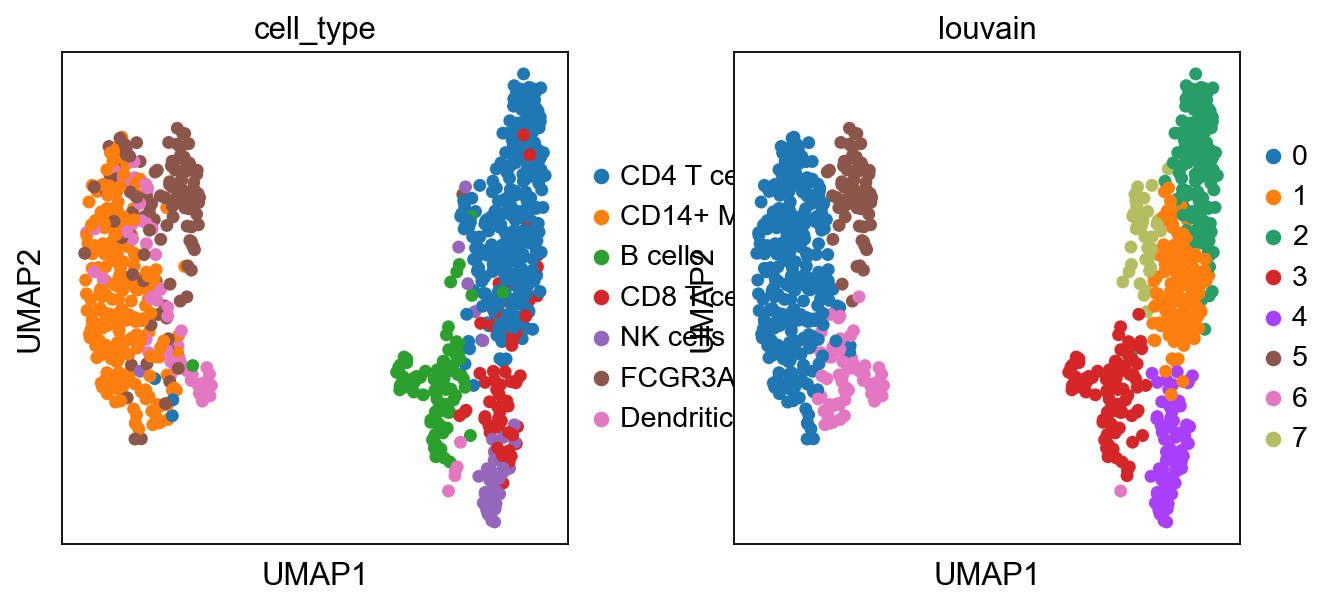 cell_type
UMAP2
UMAP1
CD4 T ce
CD14+ M
B cells
CD8 T ce
NK cells
FCGR3A
Dendritic
louvain
UMAP2
UMAP1
0
1
2
3
4
5
6
7